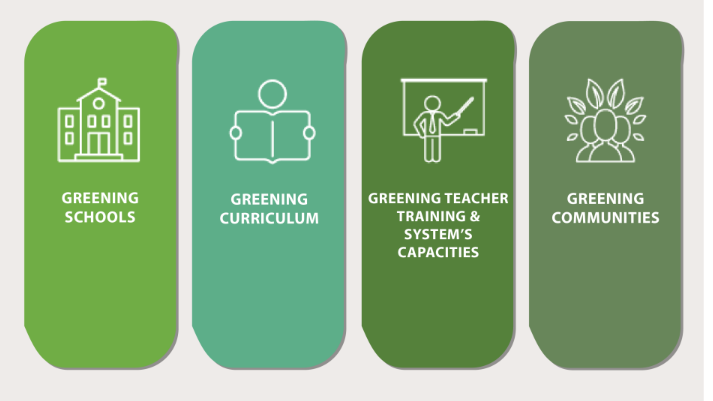 GREENING
SCHOOLS
GREENING
CURRICULUM
GREENING TEACHER
TRAINING &
SYSTEM'S
CAPACITIES
GREENING
COMMUNITIES